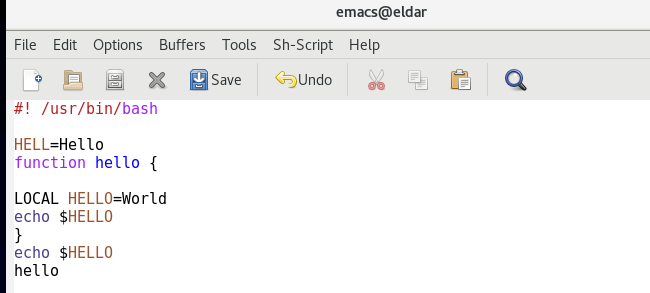 emacs@eldar
File Edit Options Buffers Tools Sh-Script Help
Save Undo
#! /usr/bin/bash
HELL=Hello
function hello {
LOCAL HELLO=World
echo $HELLO
}
echo $HELLO
hello